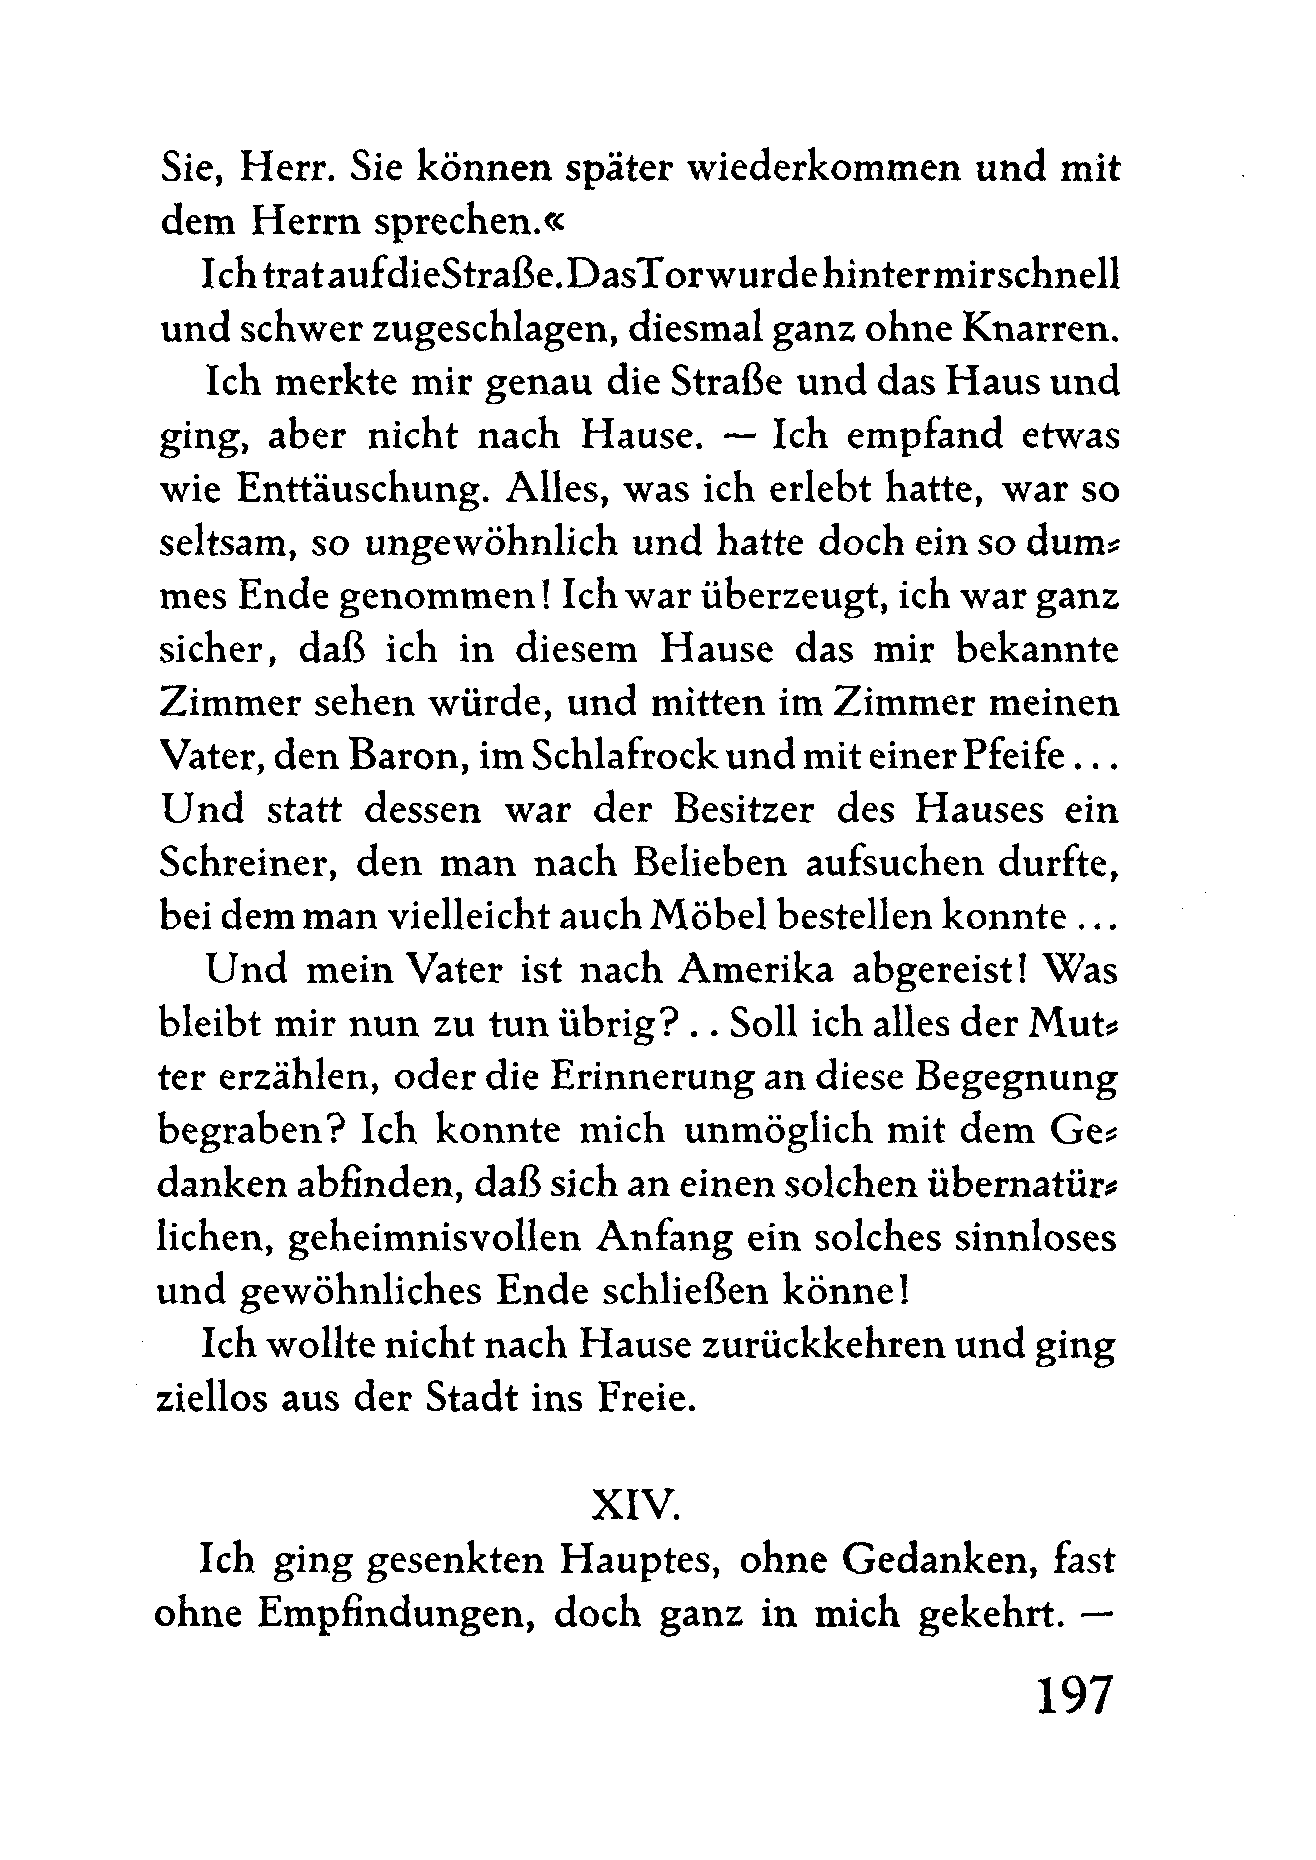 Sie, Herr. Sie können später wiederkommen und mit
dem Herrn sprechen.«
Ich trat auf die Straße. Das Tor wurde hinter mir schnell
und schwer zugeschlagen, diesmal ganz ohne Knarren.
Ich merkte mir genau die Straße und das Haus und
ging, aber nicht nach Hause. — Ich empfand etwas
wie Enttäuschung. Alles, was ich erlebt hatte, war so
seltsam, so ungewöhnlich und hatte doch ein so dum-
mes Ende genommen! Ich war überzeugt, ich war ganz
sicher, daß ich in diesem Hause das mir bekannte
Zimmer sehen würde, und mitten im Zimmer meinen
Vater, den Baron, im Schlafrock und mit einer Pfeife ...
Und statt dessen war der Besitzer des Hauses ein
Schreiner, den man nach Belieben aufsuchen durfte,
bei dem man vielleicht auch Möbel bestellen konnte ...
Und mein Vater ist nach Amerika abgereist! Was
bleibt mir nun zu tun übrig? .. Soll ich alles der Mut-
ter erzählen, oder die Erinnerung an diese Begegnung
begraben? Ich konnte mich unmöglich mit dem Ge-
danken abfinden, daß sich an einen solchen übernatür-
lichen, geheimnisvollen Anfang ein solches sinnloses
und gewöhnliches Ende schließen könne!
Ich wollte nicht nach Hause zurückkehren und ging
ziellos aus der Stadt ins Freie.
XIV.
Ich ging gesenkten Hauptes, ohne Gedanken, fast
ohne Empfindungen, doch ganz in mich gekehrt. —
197